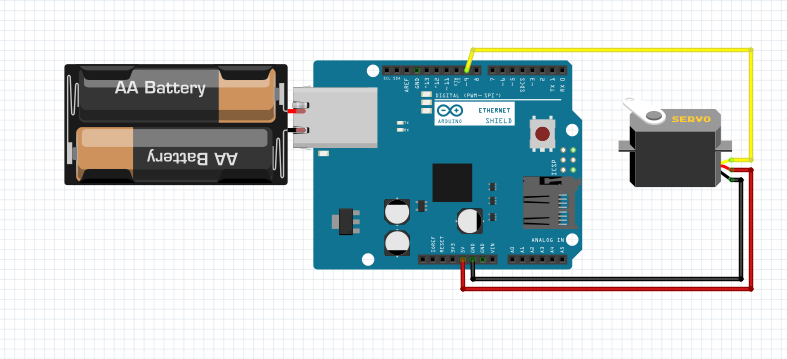 AA Battery
AA Battery
SCL SDA
AREF
GND
~11
~10
~9
8
7
~6
~5
4
~3
2
TX 1
RX 0
DIGITAL (PWM~SPI~)
ARDUINO
ETHERNET
SHIELD
ICSP
SERVO
IOREF
RESET
3V3
5V
GND
GND
VIN
ANALOG IN
A0
A1
A2
A3
A4
A5